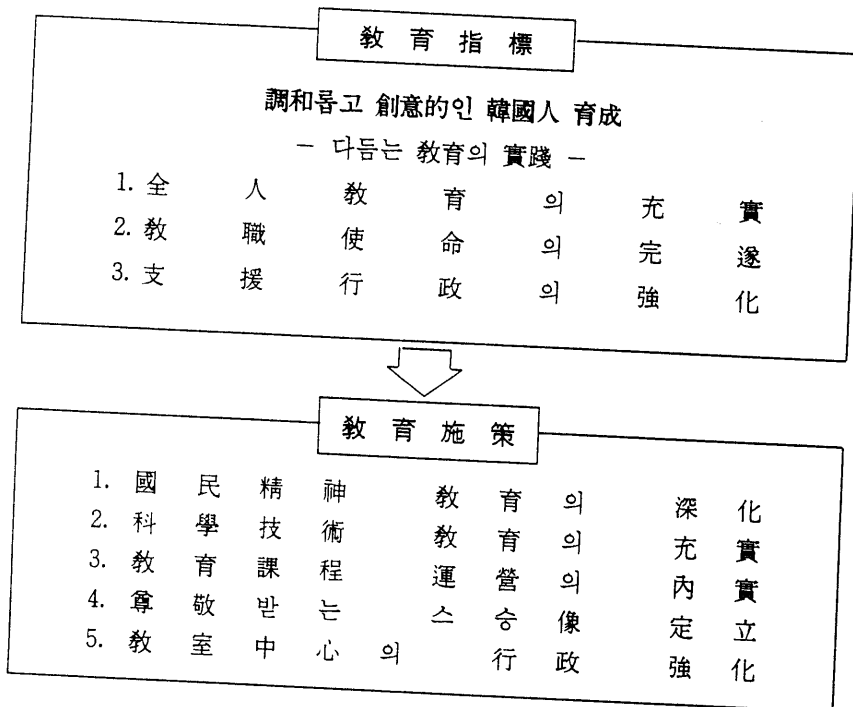 敎育指標
調和롭고 創意的인 韓國人 育成
－ 다듬는 敎育의 實踐 －
1. 全人敎育의 充實
2. 敎職使命의 完遂
3. 支援行政의 強化
敎育施策
1. 國民精神 敎育의 深化
2. 科學技術 敎育의 充實
3. 敎育課程 運營의 內實
4. 尊敬받는 스승像 定立
5. 敎室中心의 行政 強化